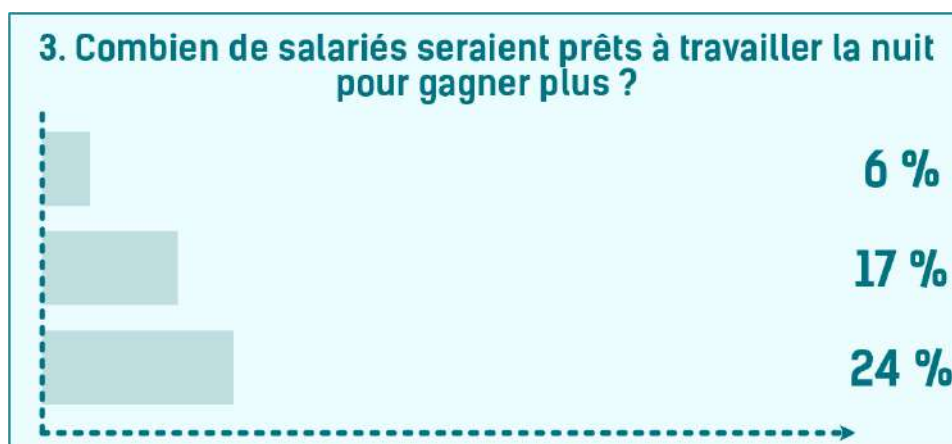 3. Combien de salariés seraient prêts à travailler la nuit
pour gagner plus ?
6 %
17 %
24 %